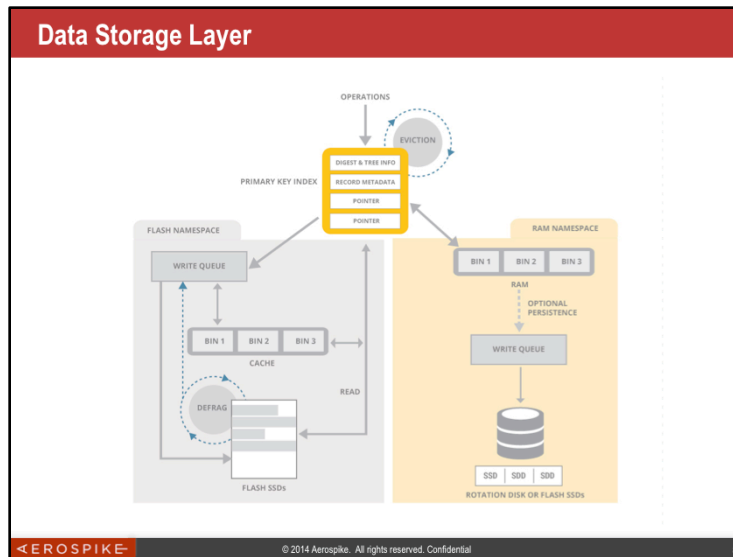 Data Storage Layer
OPERATIONS
EVICTION
PRIMARY KEY INDEX
DIGEST & TREE INFO
RECORD METADATA
POINTER
POINTER
FLASH NAMESPACE
WRITE QUEUE
BIN 1 BIN 2 BIN 3
CACHE
READ
DEFRAG
FLASH SSDs
RAM NAMESPACE
BIN 1 BIN 2 BIN 3
RAM
OPTIONAL
PERSISTENCE
WRITE QUEUE
SSD SDD SDD
ROTATION DISK OR FLASH SSDs
AEROSPIKE
© 2014 Aerospike. All rights reserved. Confidential